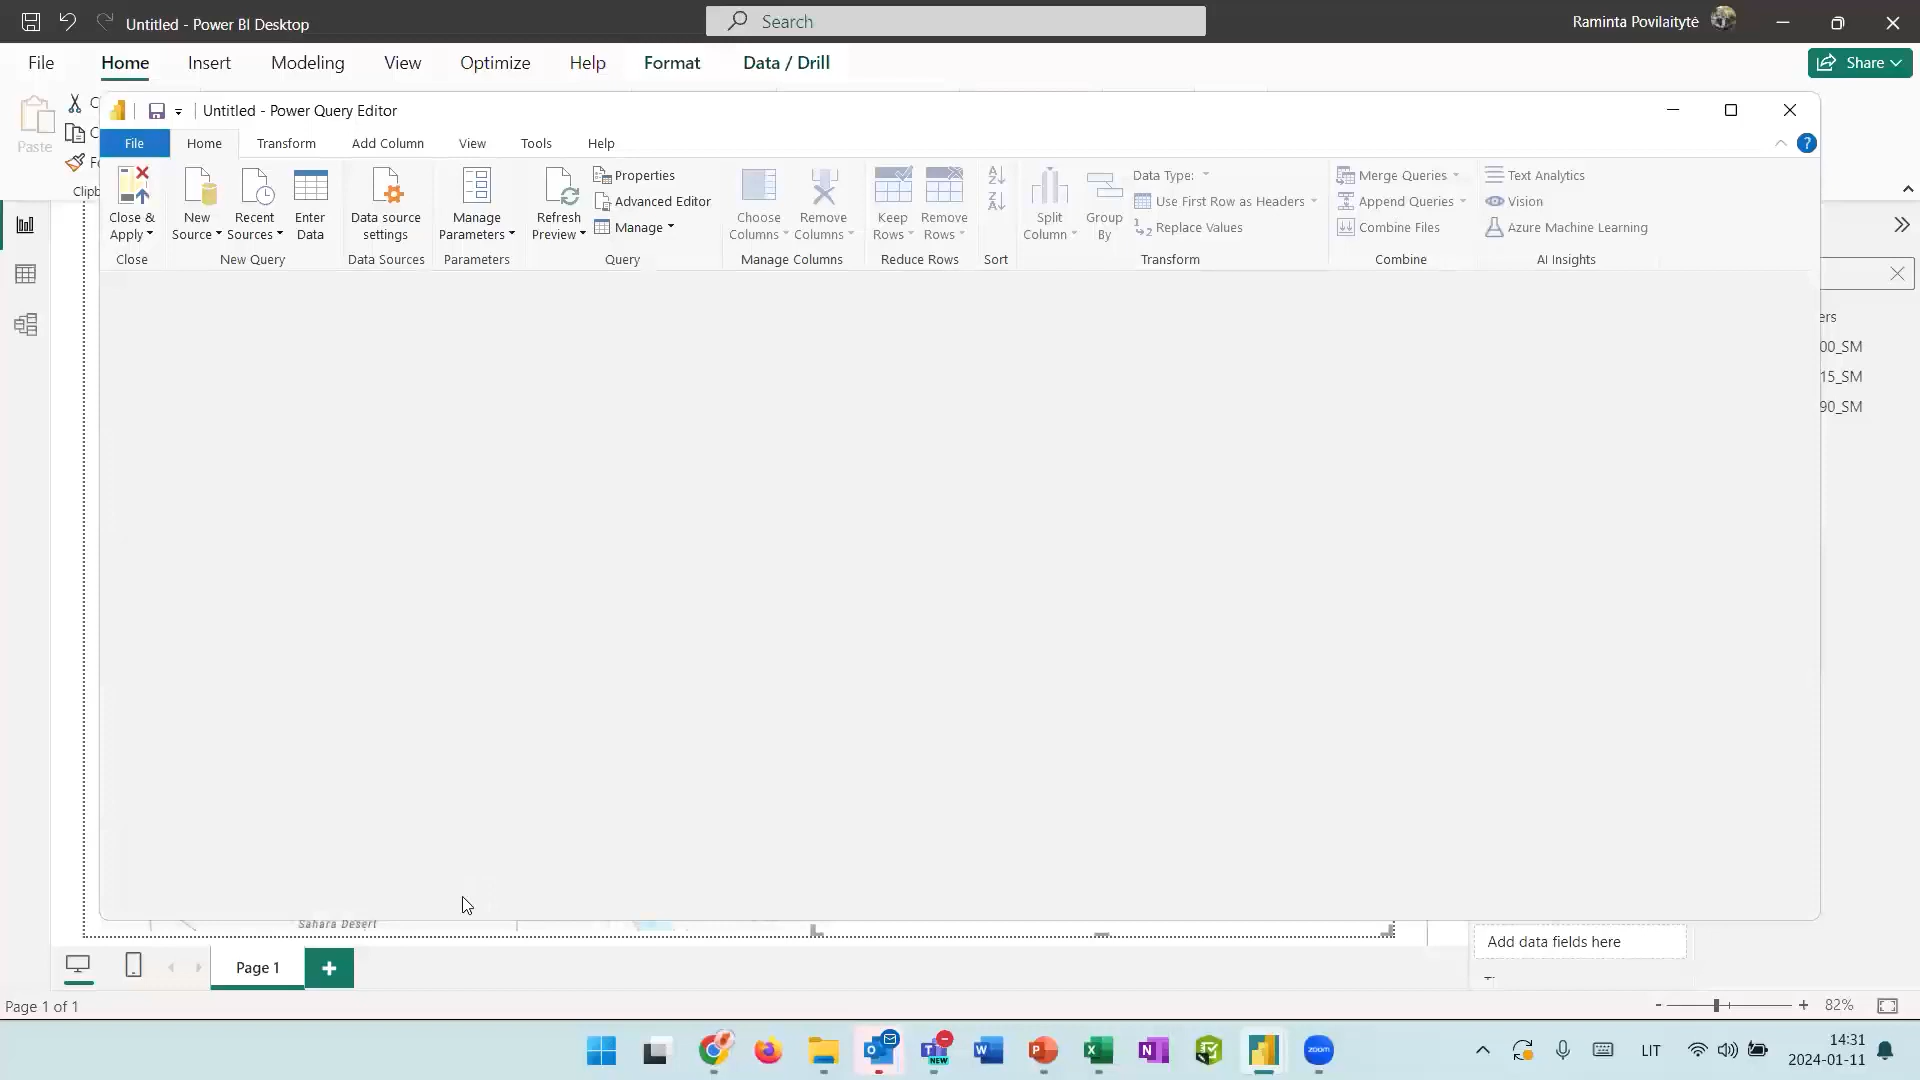 Untitled - Power BI Desktop
Search
Raminta Povilaitytė
File Home Insert Modeling View Optimize Help Format Data / Drill
Share
Paste
Clipb
Untitled - Power Query Editor
File Home Transform Add Column View Tools Help
Close & Apply
Close
New Source
Recent Sources
Enter Data
New Query
Data source settings
Data Sources
Manage Parameters
Parameters
Refresh Preview
Properties
Advanced Editor
Manage
Query
Choose Columns
Remove Columns
Manage Columns
Keep Rows
Remove Rows
Reduce Rows
Sort
Split Column
Group By
Data Type:
Use First Row as Headers
Replace Values
Transform
Merge Queries
Append Queries
Combine Files
Combine
Text Analytics
Vision
Azure Machine Learning
AI Insights
ers
00_SM
15_SM
90_SM
Sahara Desert
Add data fields here
Page 1
Page 1 of 1
82%
NEW
zoom
LIT
14:31
2024-01-11